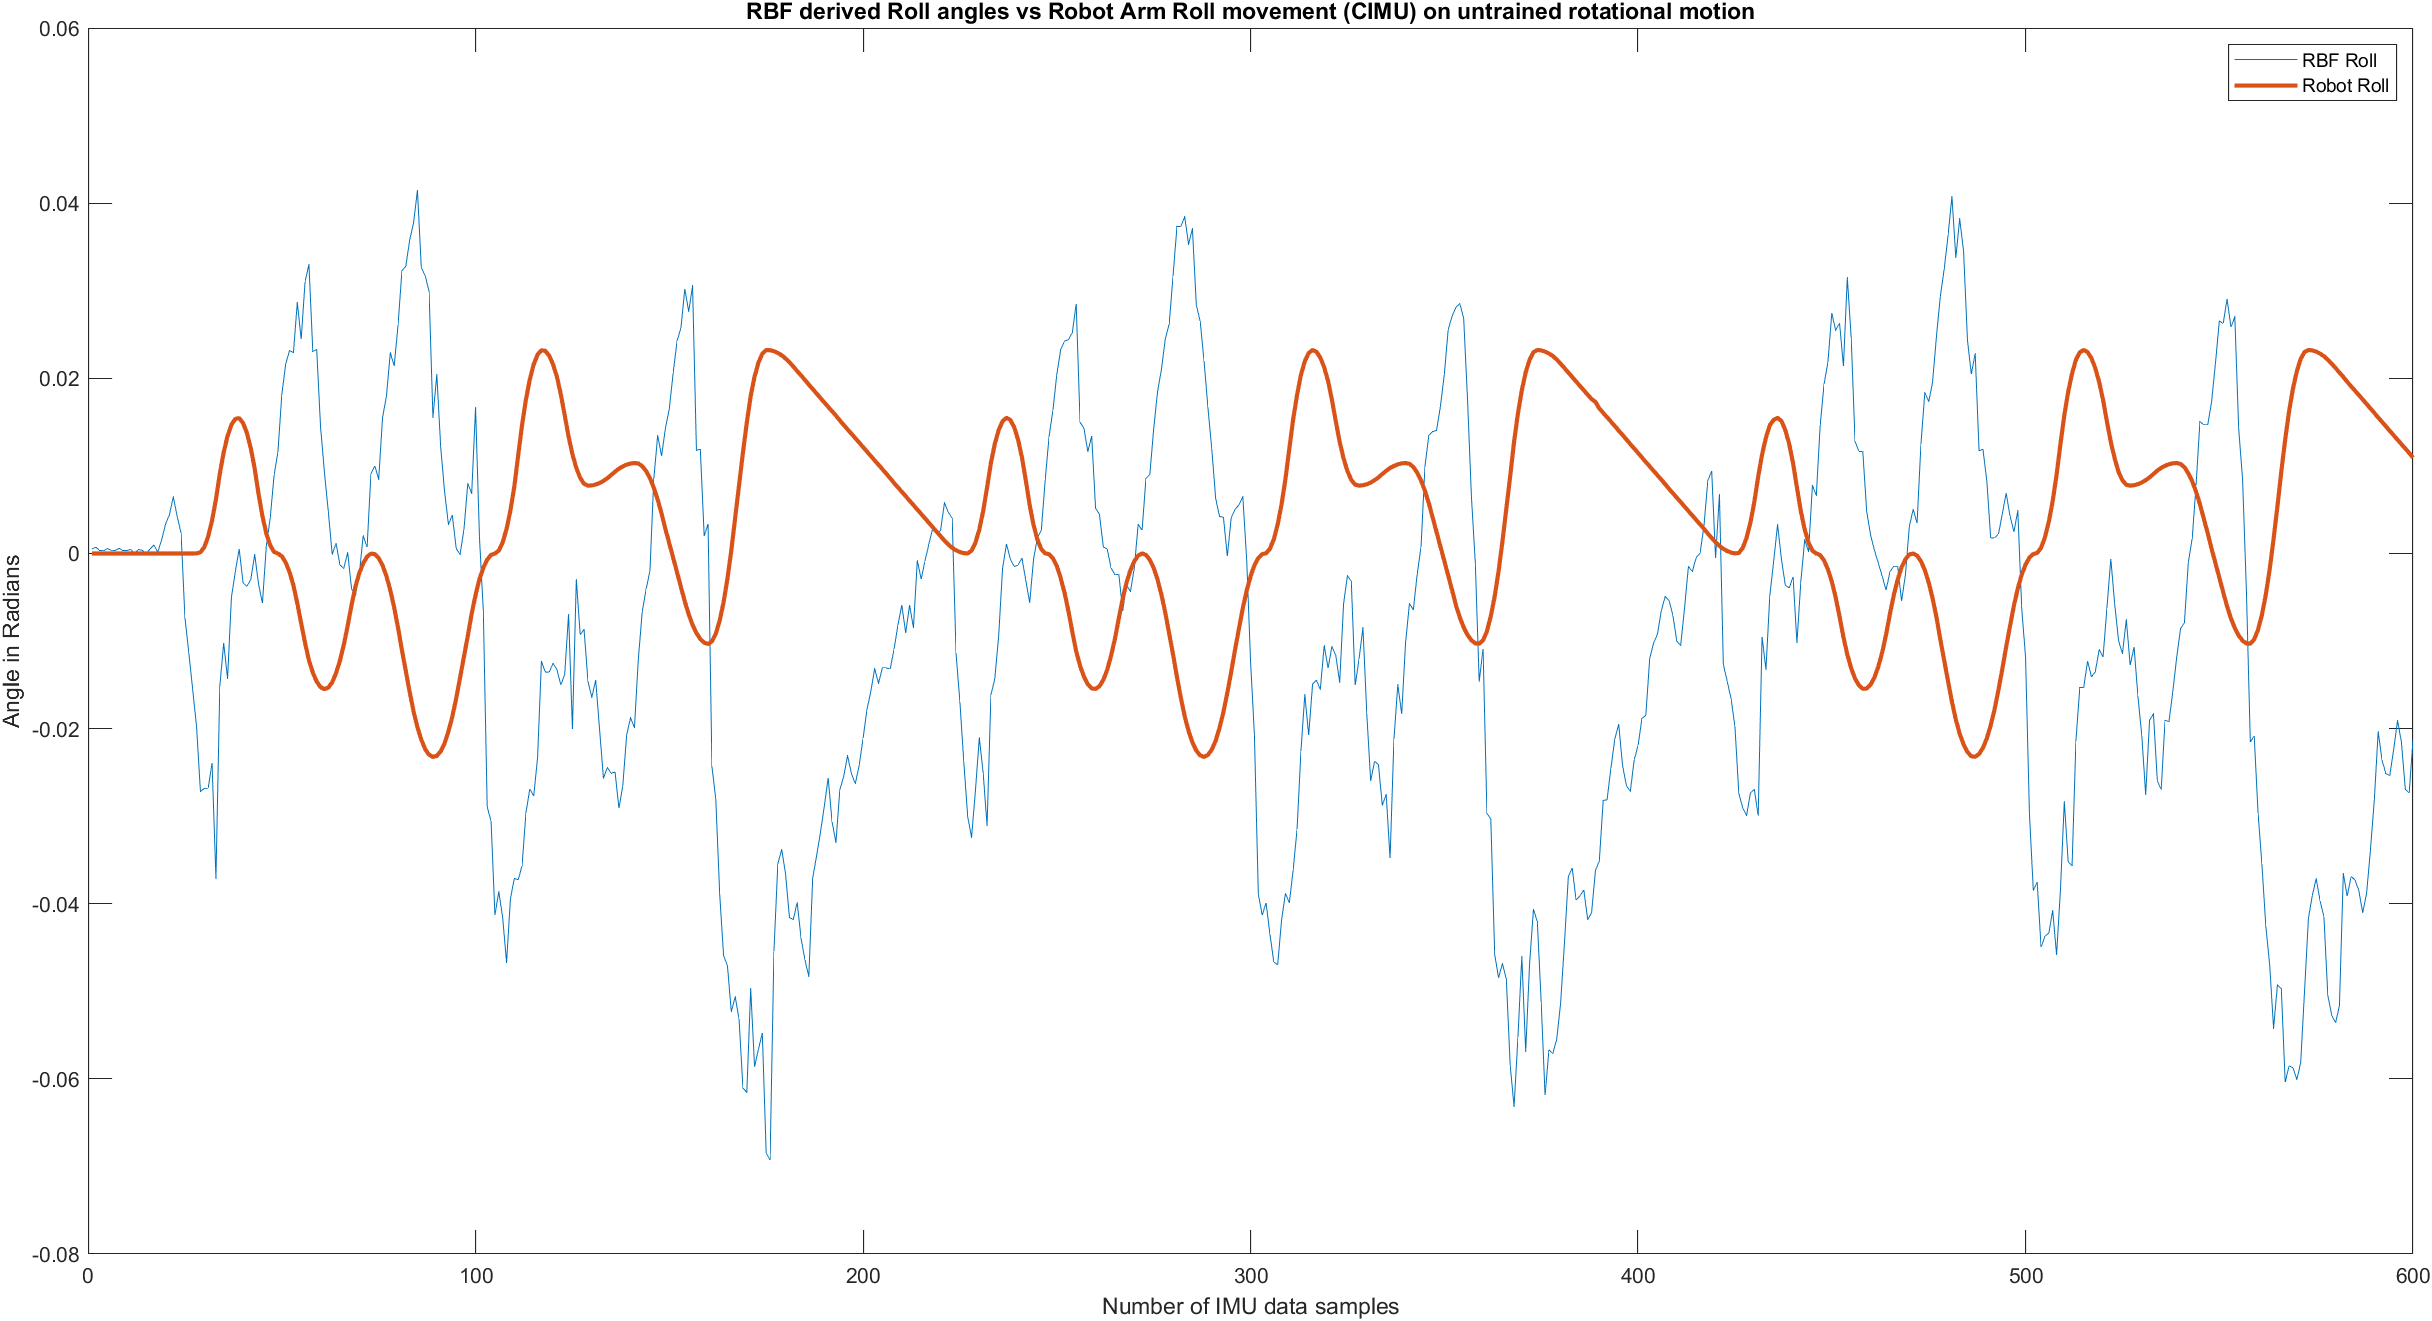 RBF derived Roll angles vs Robot Arm Roll movement (CIMU) on untrained rotational motion
RBF Roll
Robot Roll
0.06
0.04
0.02
0
-0.02
-0.04
-0.06
-0.08
Angle in Radians
0 100 200 300 400 500 600
Number of IMU data samples